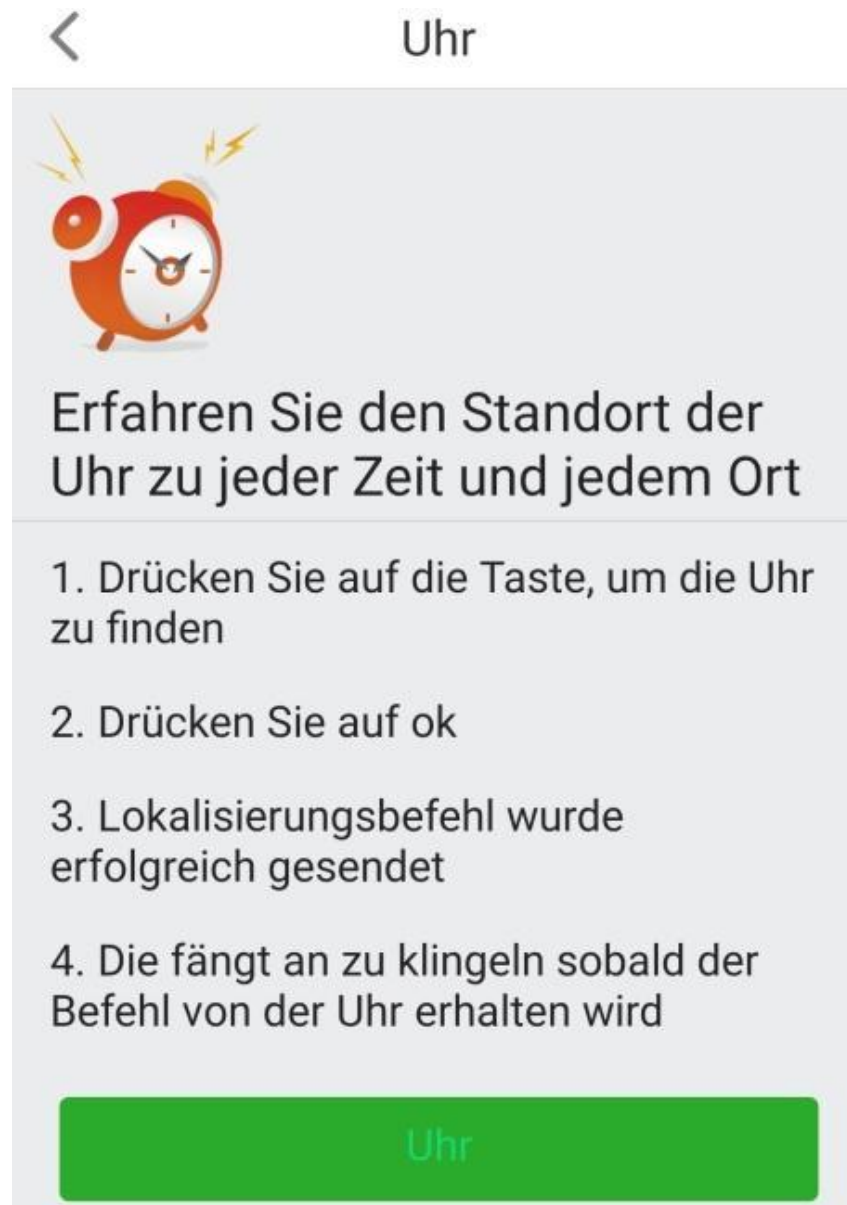 Uhr
Erfahren Sie den Standort der
Uhr zu jeder Zeit und jedem Ort
1. Drücken Sie auf die Taste, um die Uhr
zu finden
2. Drücken Sie auf ok
3. Lokalisierungsbefehl wurde
erfolgreich gesendet
4. Die fängt an zu klingeln sobald der
Befehl von der Uhr erhalten wird
Uhr